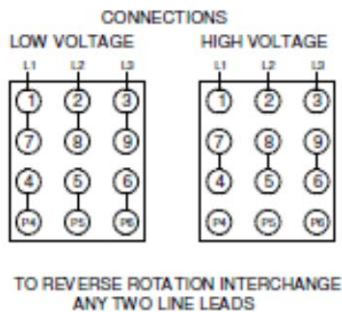 CONNECTIONS
LOW VOLTAGE HIGH VOLTAGE
L1 L2 L3 L1 L2 L3
1 2 3 1 2 3
7 8 9 7 8 9
4 5 6 4 5 6
P4 P5 P6 P4 P5 P6
TO REVERSE ROTATION INTERCHANGE
ANY TWO LINE LEADS